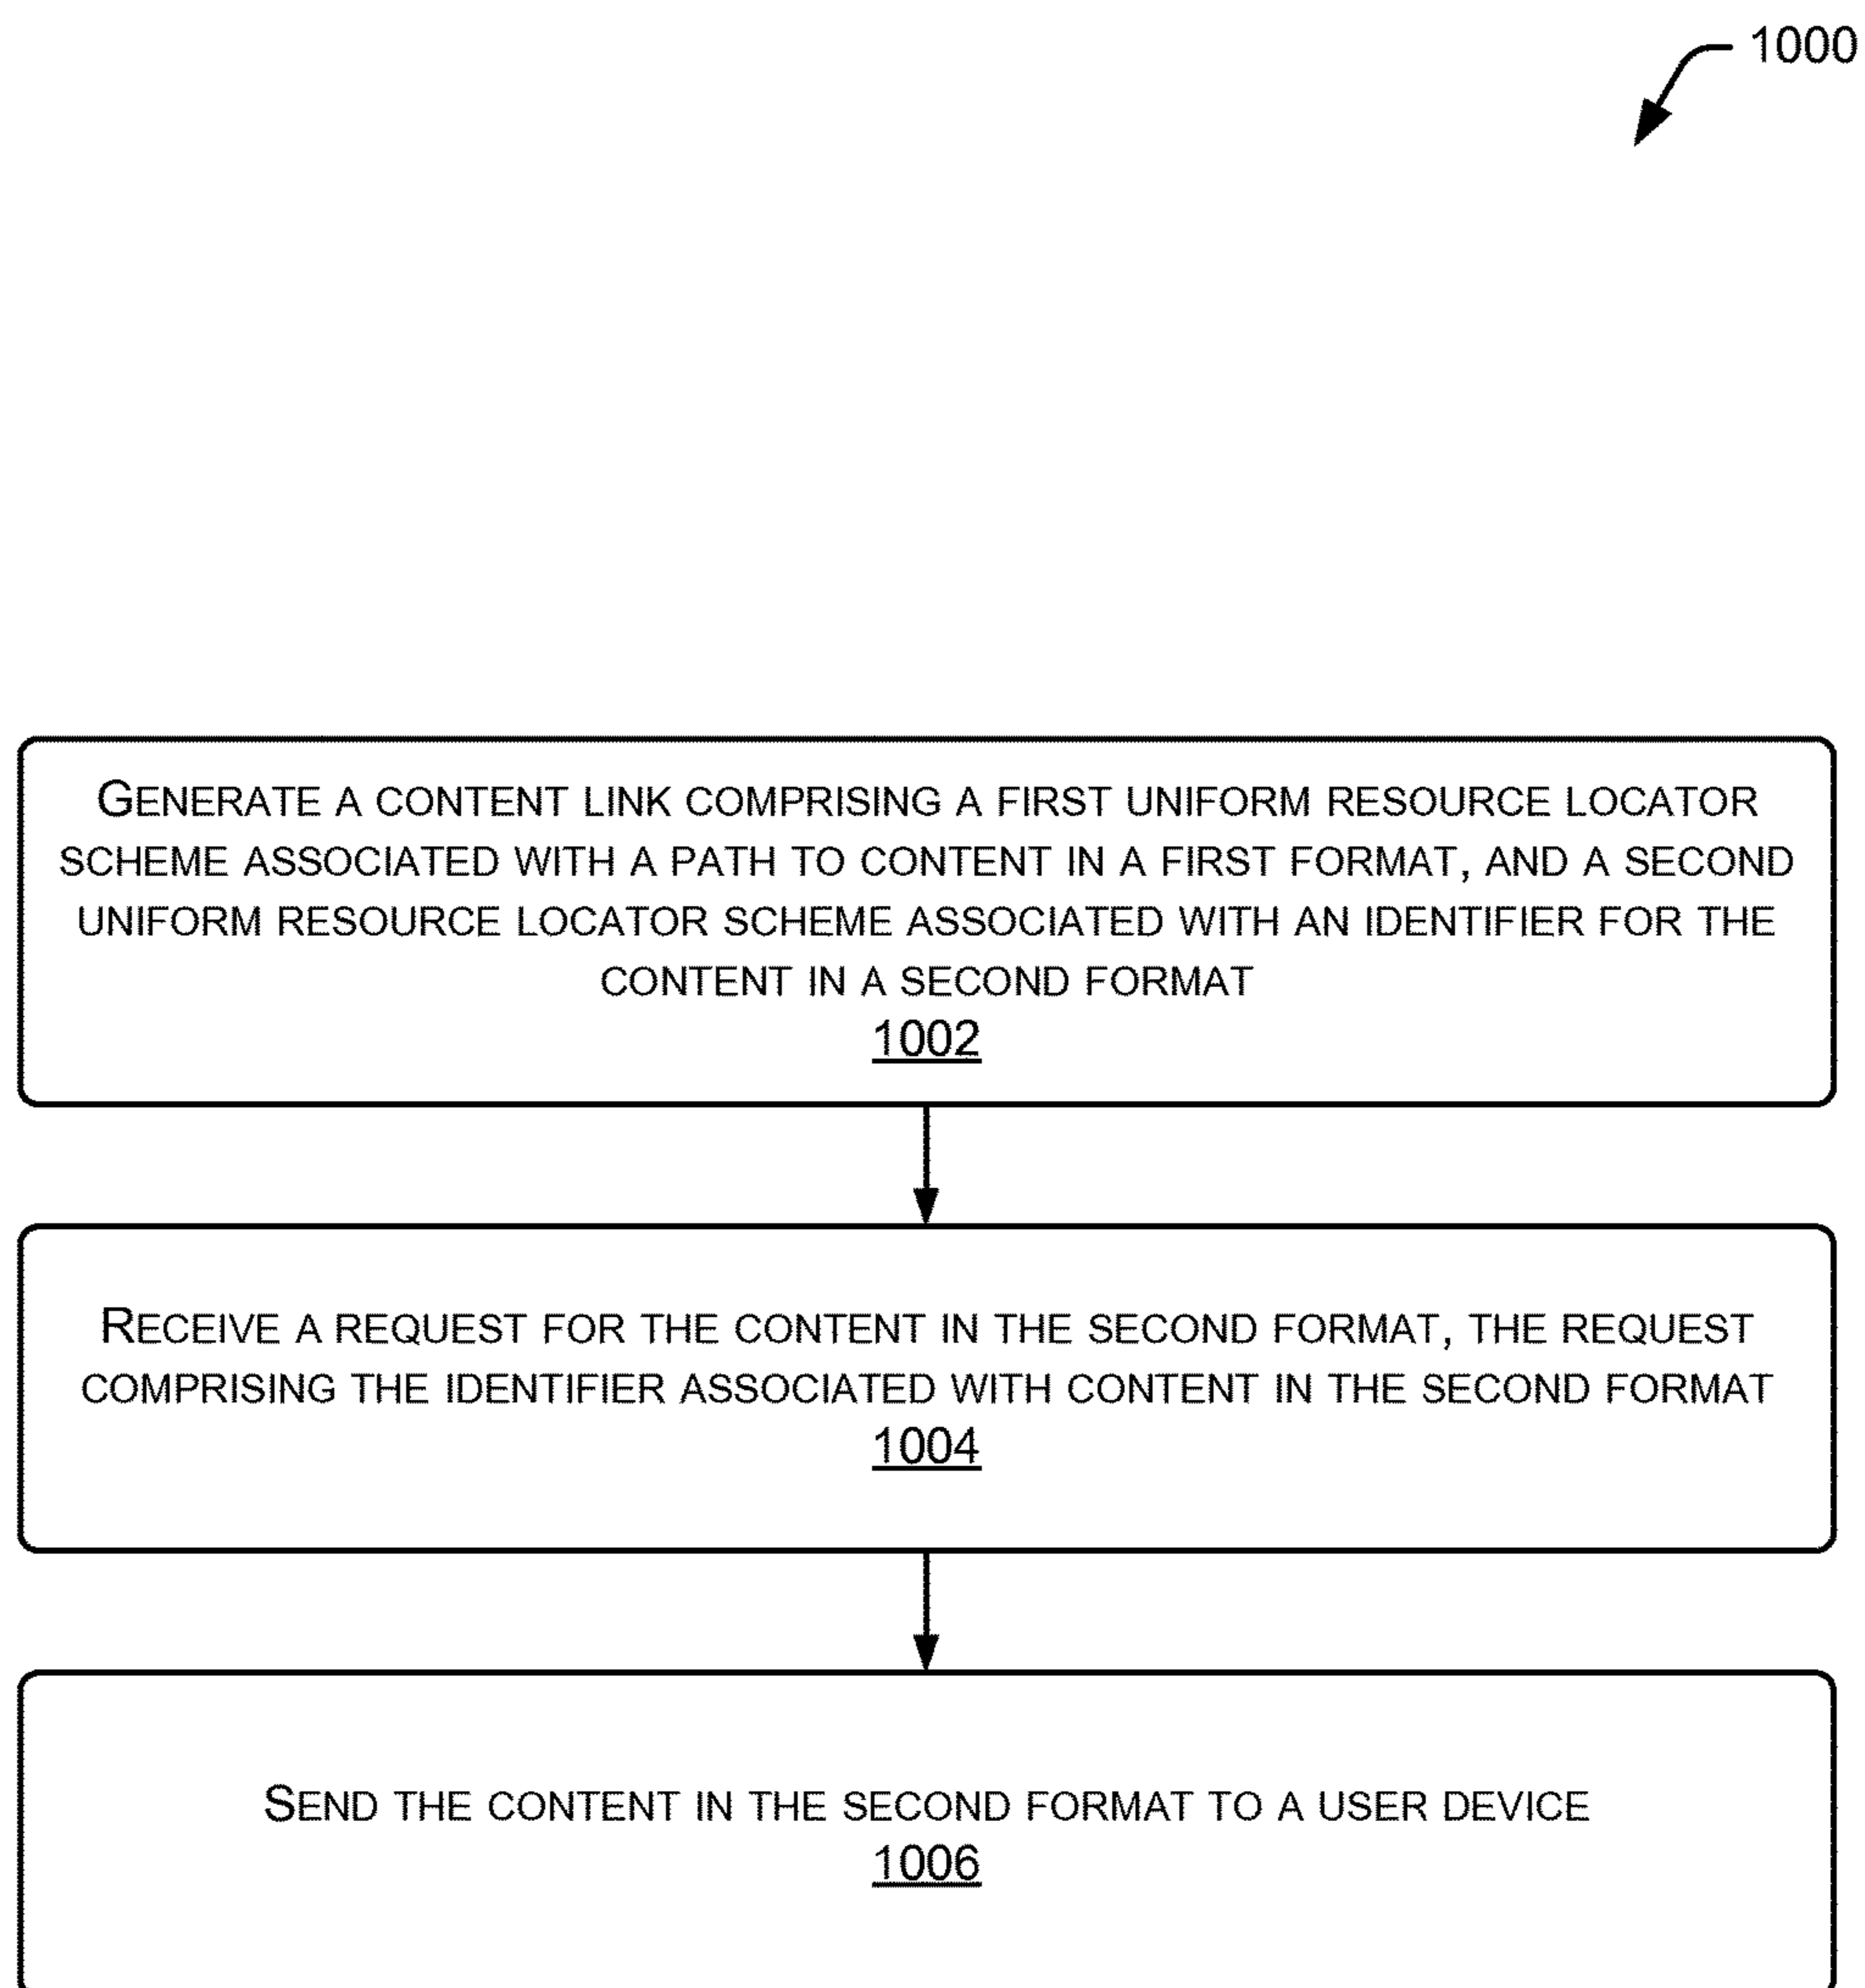 1000
Generate a content link comprising a first uniform resource locator
scheme associated with a path to content in a first format, and a second
uniform resource locator scheme associated with an identifier for the
content in a second format
1002
Receive a request for the content in the second format, the request
comprising the identifier associated with content in the second format
1004
Send the content in the second format to a user device
1006